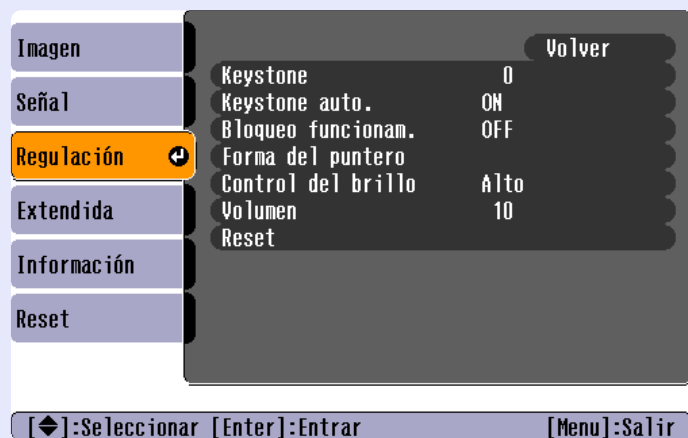 Imagen
Señal
Regulación
Extendida
Información
Reset
Volver
Keystone 0
Keystone auto. ON
Bloqueo funcionam. OFF
Forma del puntero
Control del brillo Alto
Volumen 10
Reset
[◆]:Seleccionar [Enter]:Entrar [Menu]:Salir